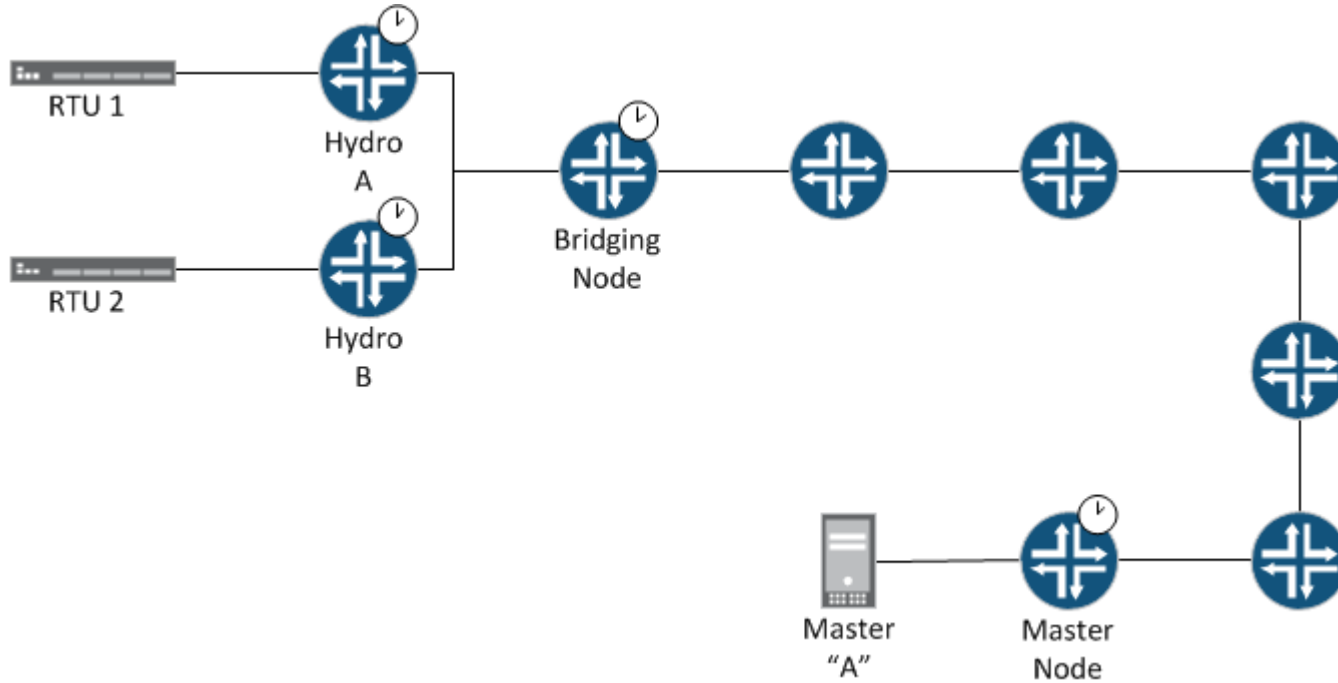 RTU 1
Hydro
A
RTU 2
Hydro
B
Bridging
Node
Master
“A”
Master
Node